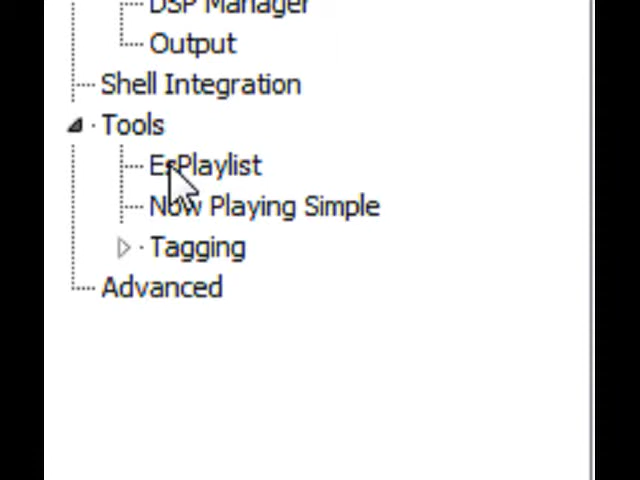 DSP Manager
Output
Shell Integration
Tools
EsPlaylist
Now Playing Simple
Tagging
Advanced